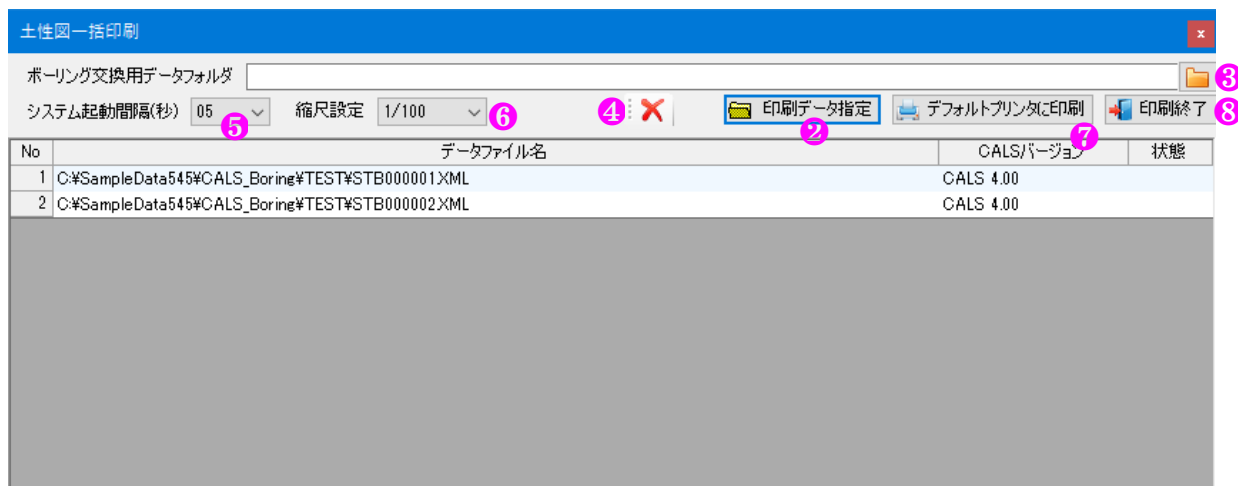 土性図一括印刷 x
ボーリング交換用データフォルダ ❸
システム起動間隔(秒) 05 ❺ 縮尺設定 1/100 ❻ ❹ 印刷データ指定 ❷ デフォルトプリンタに印刷 ❼ 印刷終了 ❽
No データファイル名 CALSバージョン 状態
1 C:¥SampleData545¥CALS_Boring¥TEST¥STB000001.XML CALS 4.00
2 C:¥SampleData545¥CALS_Boring¥TEST¥STB000002.XML CALS 4.00